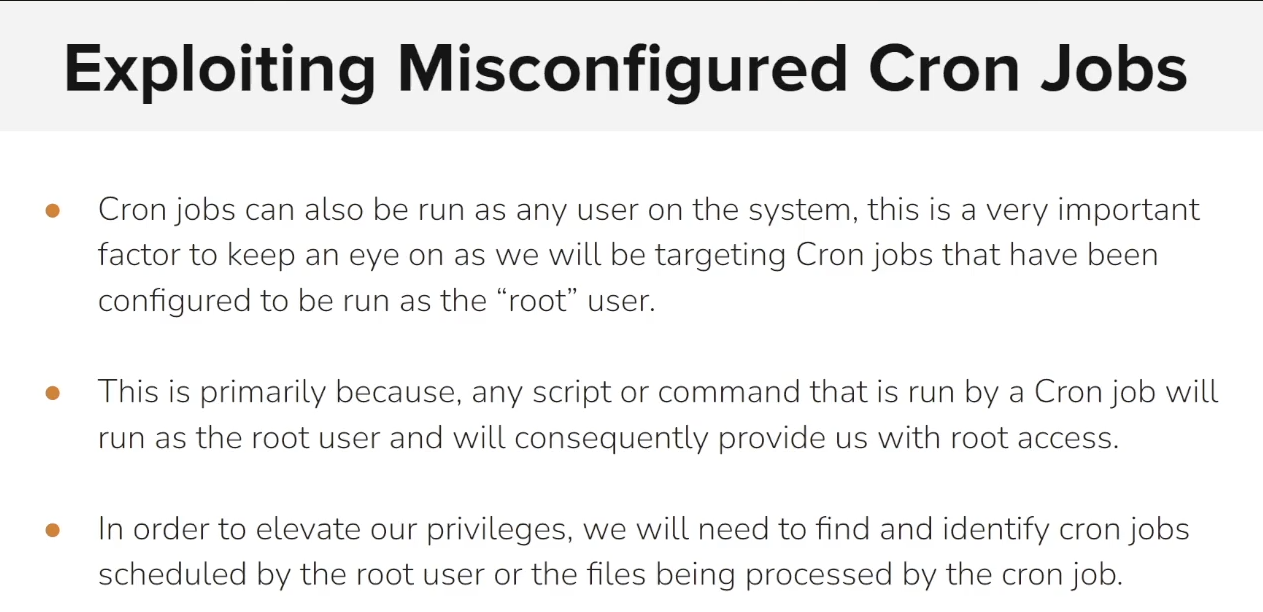 Exploiting Misconfigured Cron Jobs
● Cron jobs can also be run as any user on the system, this is a very important
factor to keep an eye on as we will be targeting Cron jobs that have been
configured to be run as the “root” user.
● This is primarily because, any script or command that is run by a Cron job will
run as the root user and will consequently provide us with root access.
● In order to elevate our privileges, we will need to find and identify cron jobs
scheduled by the root user or the files being processed by the cron job.